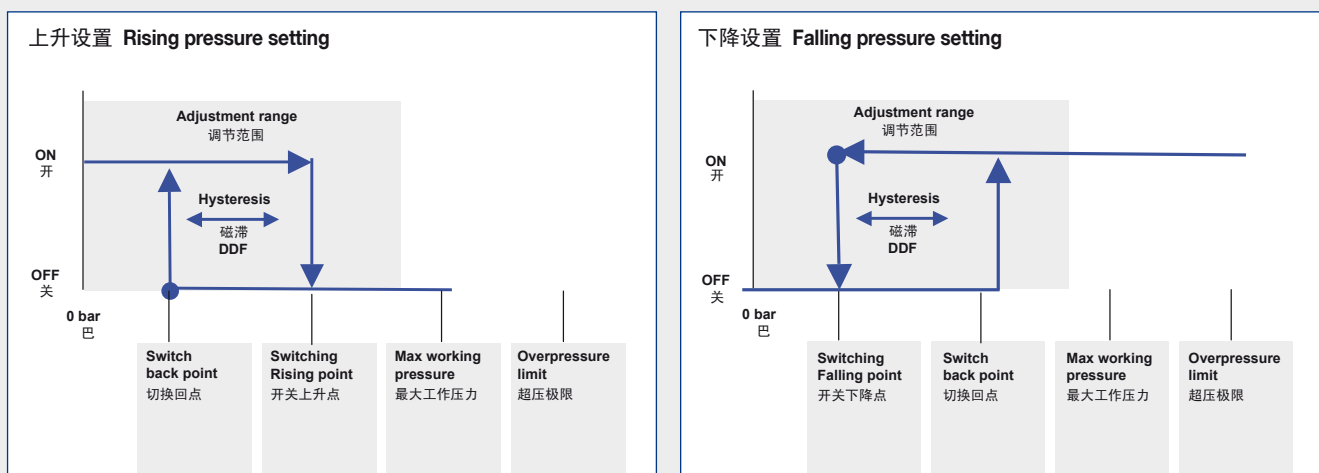 上升设置 Rising pressure setting
Adjustment range
调节范围
ON
开
Hysteresis
磁滞
DDF
OFF
关
0 bar
巴
Switch
back point
切换回点
Switching
Rising point
开关上升点
Max working
pressure
最大工作压力
Overpressure
limit
超压极限
下降设置 Falling pressure setting
Adjustment range
调节范围
ON
开
Hysteresis
磁滞
DDF
OFF
关
0 bar
巴
Switching
Falling point
开关下降点
Switch
back point
切换回点
Max working
pressure
最大工作压力
Overpressure
limit
超压极限